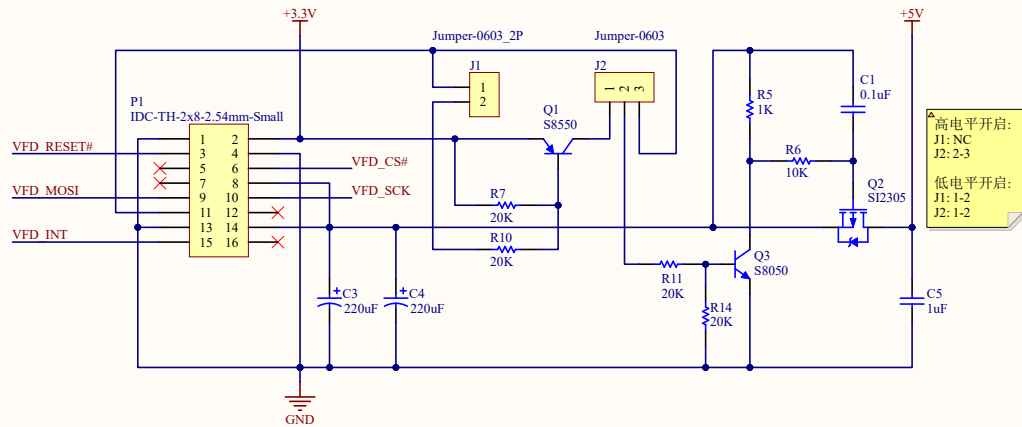 +3.3V
+5V
Jumper-0603_2P
Jumper-0603
J1
1
2
J2
1 2 3
P1
IDC-TH-2x8-2.54mm-Small
1 2
3 4
5 6
7 8
9 10
11 12
13 14
15 16
VFD_RESET#
VFD_MOSI
VFD_INT
VFD_CS#
VFD_SCK
Q1
S8550
R7
20K
R10
20K
R5
1K
C1
0.1uF
R6
10K
Q2
SI2305
Q3
S8050
R11
20K
R14
20K
C3
220uF
C4
220uF
C5
1uF
GND
高电平开启:
J1: NC
J2: 2-3
低电平开启:
J1: 1-2
J2: 1-2